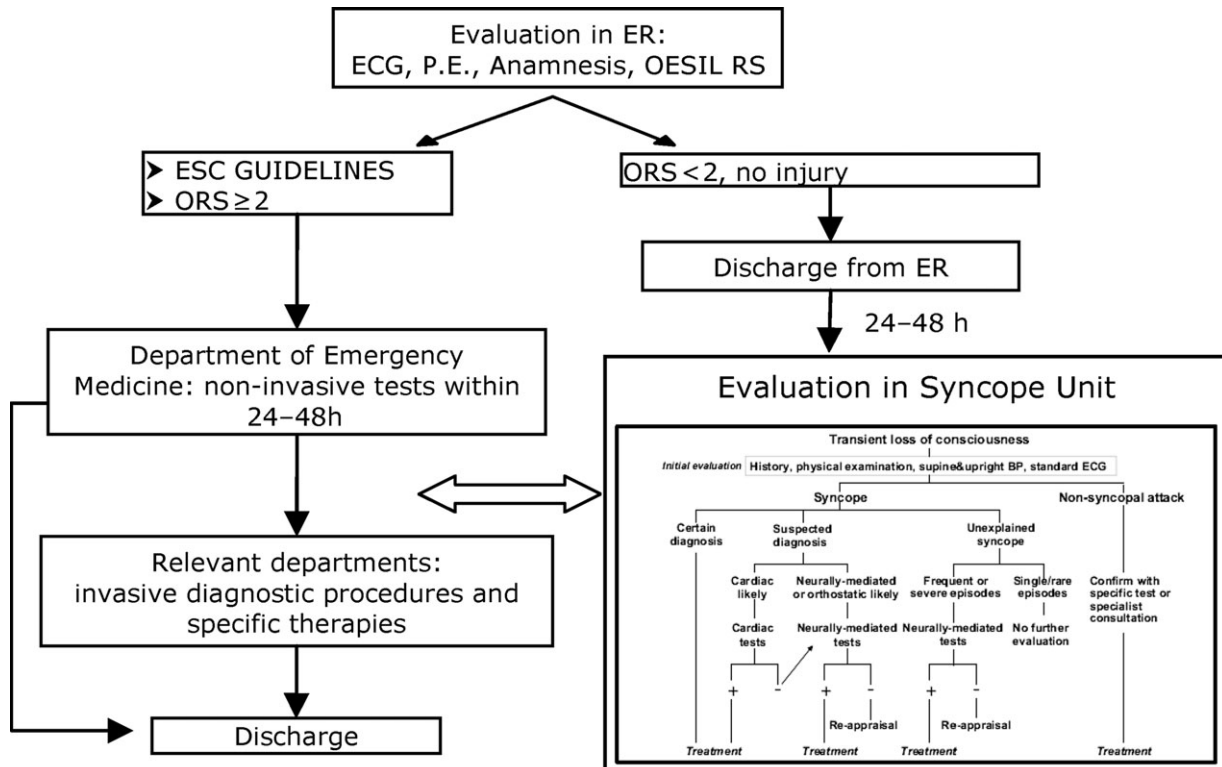 Evaluation in ER:
ECG, P.E., Anamnesis, OESIL RS
➤ ESC GUIDELINES
➤ ORS ≥ 2
ORS < 2, no injury
Discharge from ER
24–48 h
Department of Emergency
Medicine: non-invasive tests within
24–48h
Relevant departments:
invasive diagnostic procedures and
specific therapies
Discharge
Evaluation in Syncope Unit
Transient loss of consciousness
Initial evaluation
History, physical examination, supine&upright BP, standard ECG
Syncope
Non-syncopal attack
Certain
diagnosis
Suspected
diagnosis
Unexplained
syncope
Cardiac
likely
Neurally-mediated
or orthostatic likely
Frequent or
severe episodes
Single/rare
episodes
Confirm with
specific test or
specialist
consultation
Cardiac
tests
Neurally-mediated
tests
Neurally-mediated
tests
No further
evaluation
+ -
+ -
+ -
Re-appraisal
Re-appraisal
Treatment
Treatment
Treatment
Treatment